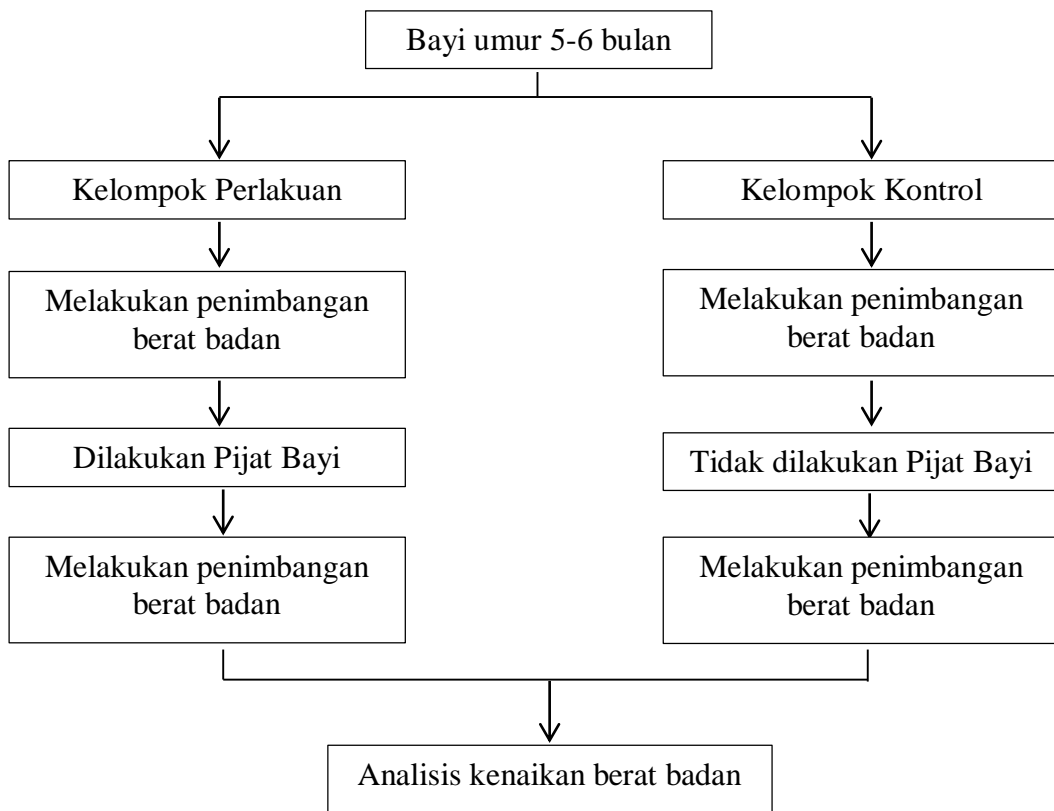 Bayi umur 5-6 bulan
Kelompok Perlakuan
Kelompok Kontrol
Melakukan penimbangan
berat badan
Melakukan penimbangan
berat badan
Dilakukan Pijat Bayi
Tidak dilakukan Pijat Bayi
Melakukan penimbangan
berat badan
Melakukan penimbangan
berat badan
Analisis kenaikan berat badan